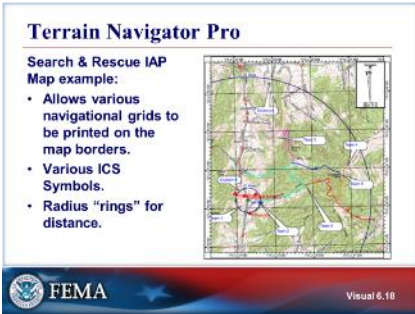 Terrain Navigator Pro
Search & Rescue IAP
Map example:
• Allows various
navigational grids to
be printed on the
map borders.
• Various ICS
Symbols.
• Radius “rings” for
distance.
FEMA
Visual 6.18